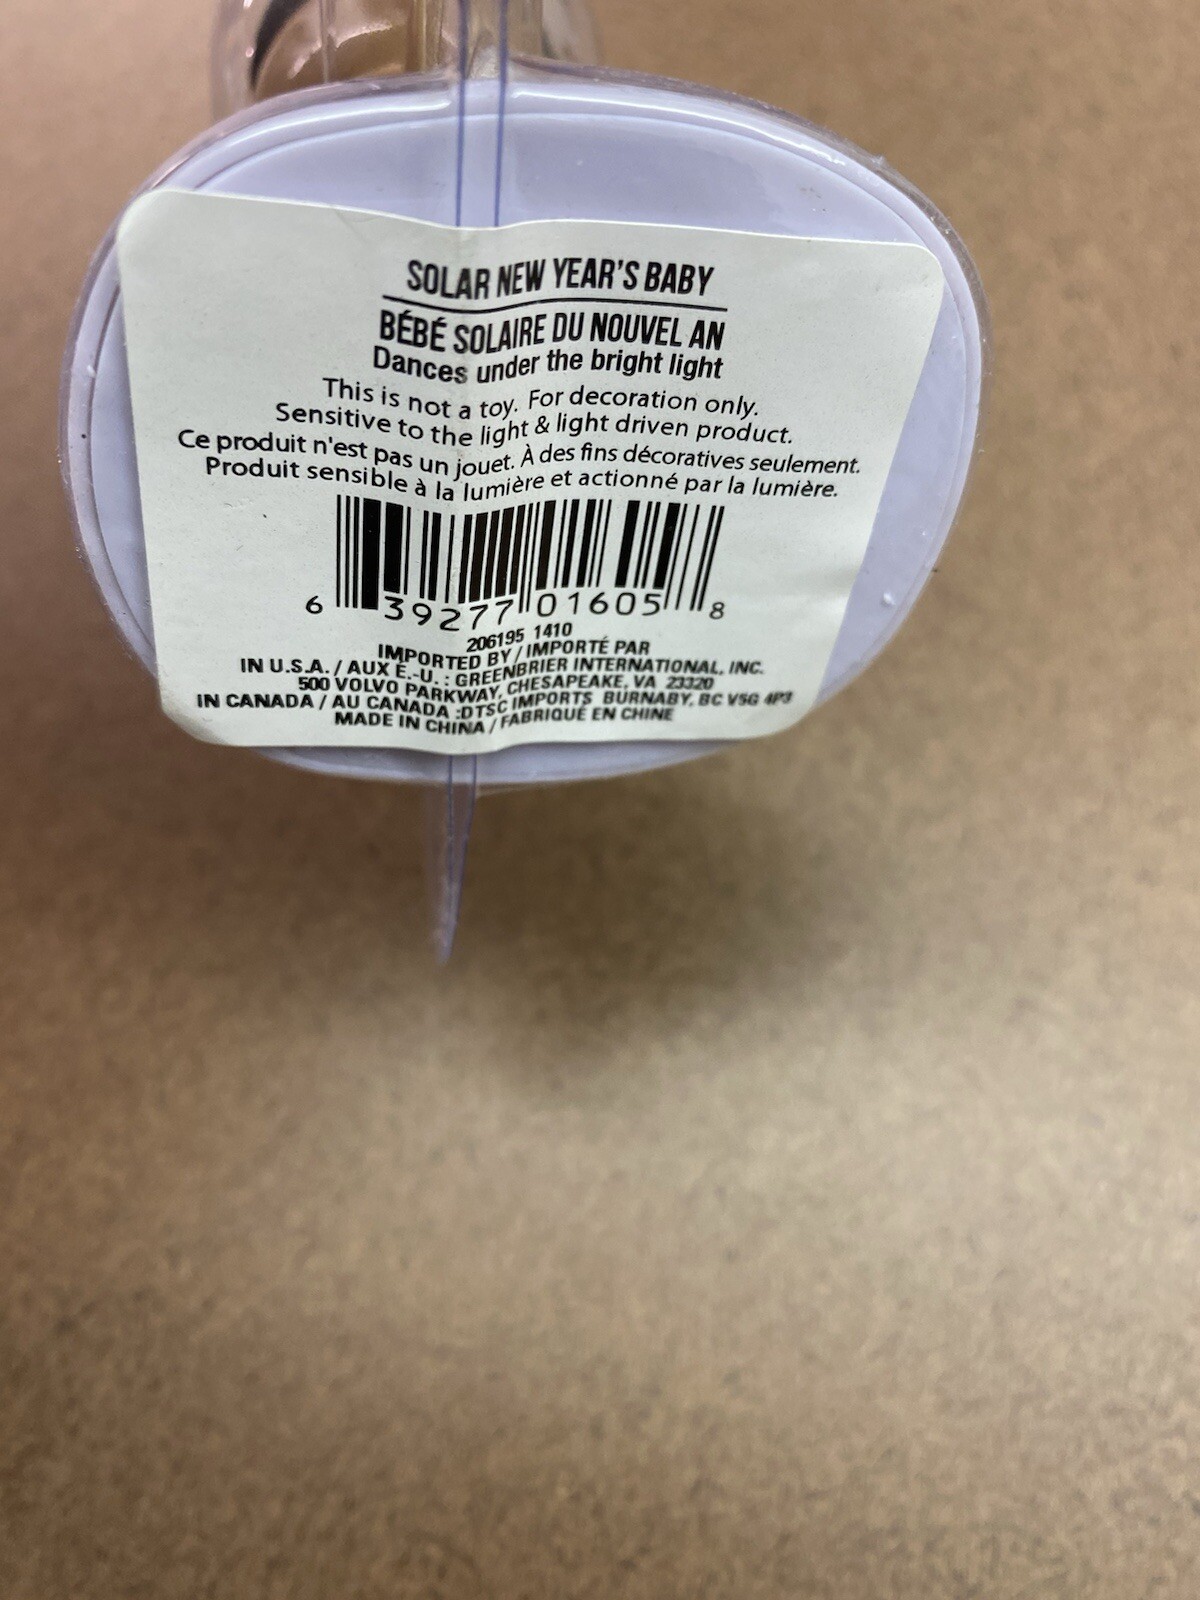 SOLAR NEW YEAR'S BABY
BÉBÉ SOLAIRE DU NOUVEL AN
Dances under the bright light
This is not a toy. For decoration only.
Sensitive to the light & light driven product.
Ce produit n'est pas un jouet. À des fins décoratives seulement.
Produit sensible à la lumière et actionné par la lumière.
6 39277 01605 8
206195 1410
IMPORTED BY / IMPORTÉ PAR
IN U.S.A. / AUX É.-U. : GREENBRIER INTERNATIONAL, INC.
500 VOLVO PARKWAY, CHESAPEAKE, VA 23320
IN CANADA / AU CANADA :DTSC IMPORTS BURNABY, BC V5G 4P3
MADE IN CHINA / FABRIQUÉ EN CHINE